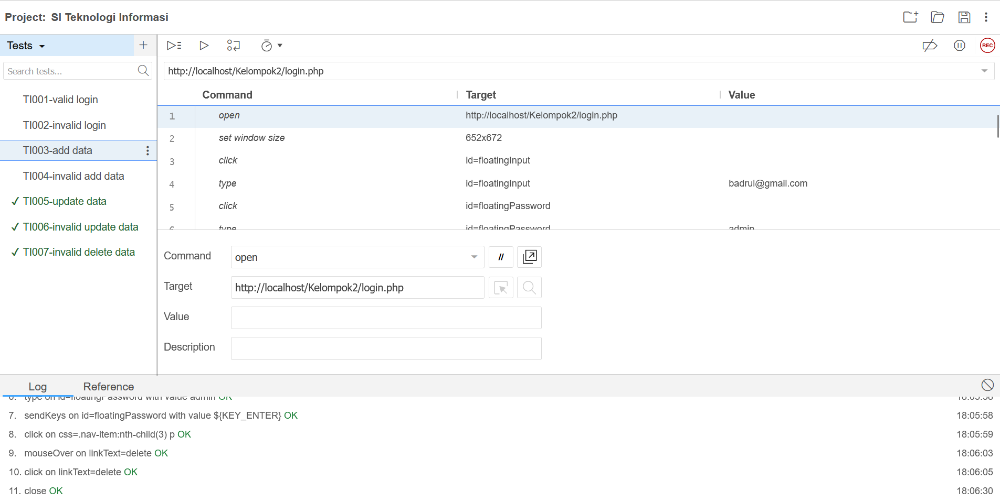 Project: SI Teknologi Informasi
Tests
+
REC
Search tests...
http://localhost/Kelompok2/login.php
TI001-valid login
TI002-invalid login
TI003-add data
TI004-invalid add data
✓ TI005-update data
✓ TI006-invalid update data
✓ TI007-invalid delete data
Command Target Value
1 open http://localhost/Kelompok2/login.php
2 set window size 652x672
3 click id=floatingInput
4 type id=floatingInput badrul@gmail.com
5 click id=floatingPassword
6 type id=floatingPassword admin
Command open //
Target http://localhost/Kelompok2/login.php
Value
Description
Log Reference
6. type on id=floatingPassword with value admin OK 18:05:58
7. sendKeys on id=floatingPassword with value ${KEY_ENTER} OK 18:05:58
8. click on css=.nav-item:nth-child(3) p OK 18:05:59
9. mouseOver on linkText=delete OK 18:06:03
10. click on linkText=delete OK 18:06:05
11. close OK 18:06:30